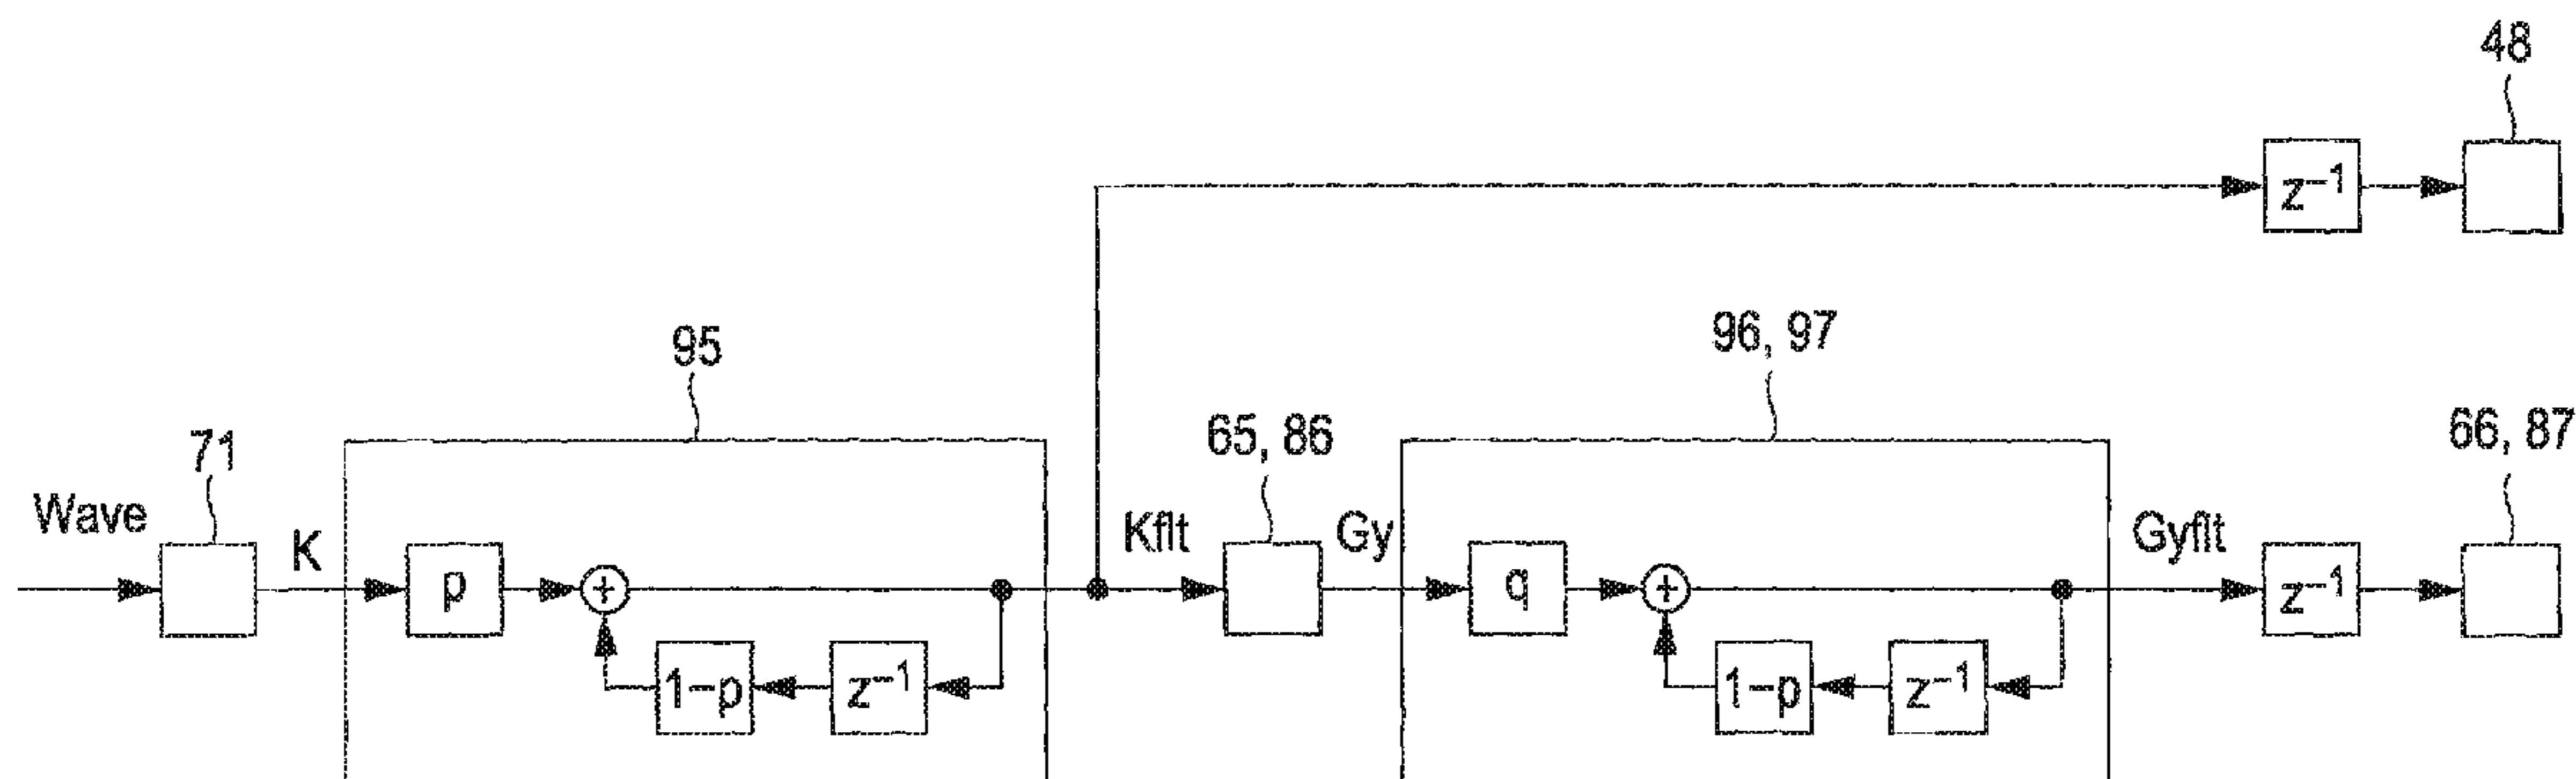 48
z⁻¹
95
96, 97
71
65, 86
66, 87
Wave
K
p
+
Kflt
Gy
q
+
Gyflt
z⁻¹
1−p
z⁻¹
1−p
z⁻¹